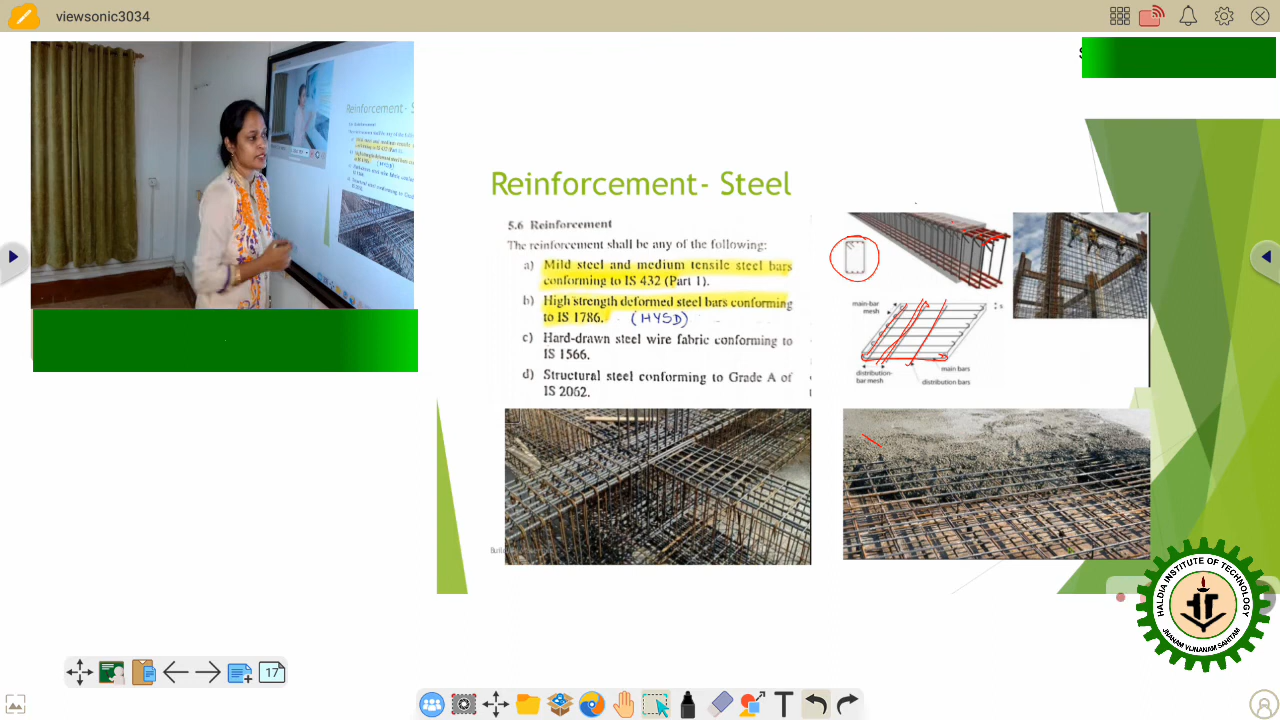 viewsonic3034
Reinforcement- Steel
5.6 Reinforcement
The reinforcement shall be any of the following:
a) Mild steel and medium tensile steel bars
conforming to IS 432 (Part 1).
b) High strength deformed steel bars conforming
to IS 1786. (HYSD)
c) Hard-drawn steel wire fabric conforming to
IS 1566.
d) Structural steel conforming to Grade A of
IS 2062.
main-bar
mesh
s
distribution-
bar mesh
main bars
distribution bars
HALDIA INSTITUTE OF TECHNOLOGY
JNANAM VIJNANAM SAHITAM
17
T